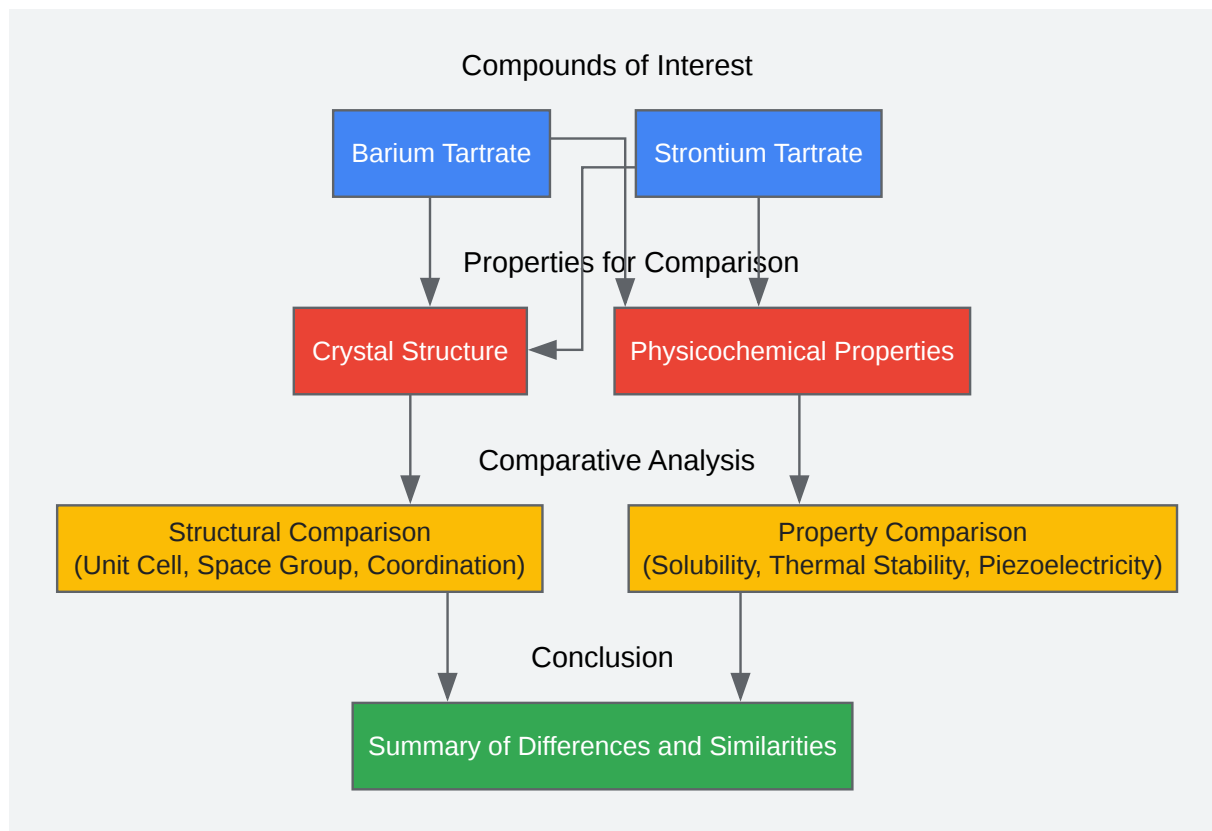 Compounds of Interest
Barium Tartrate
Strontium Tartrate
Properties for Comparison
Crystal Structure
Physicochemical Properties
Comparative Analysis
Structural Comparison
(Unit Cell, Space Group, Coordination)
Property Comparison
(Solubility, Thermal Stability, Piezoelectricity)
Conclusion
Summary of Differences and Similarities